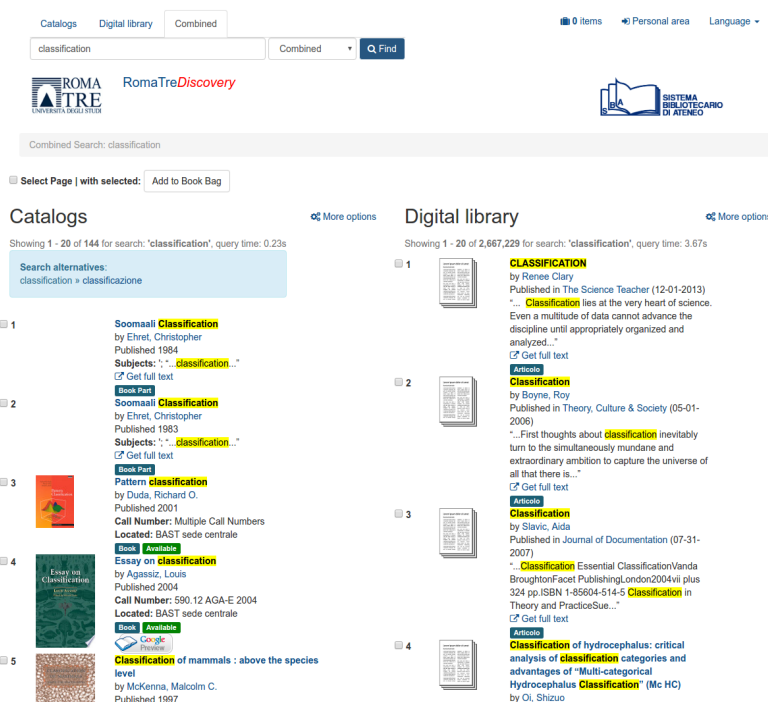 Catalogs Digital library Combined 0 items Personal area Language
classification Combined Find
ROMA
TRE
UNIVERSITÀ DEGLI STUDI
RomaTreDiscovery
SBA
SISTEMA
BIBLIOTECARIO
DI ATENEO
Combined Search: classification
Select Page | with selected: Add to Book Bag
Catalogs More options
Showing 1 - 20 of 144 for search: 'classification', query time: 0.23s
Search alternatives:
classification » classificazione
1
Soomaali Classification
by Ehret, Christopher
Published 1984
Subjects: '; “...classification...”
Get full text
Book Part
2
Soomaali Classification
by Ehret, Christopher
Published 1983
Subjects: '; “...classification...”
Get full text
Book Part
3
Pattern classification
by Duda, Richard O.
Published 2001
Call Number: Multiple Call Numbers
Located: BAST sede centrale
Book Available
4
Essay on
Classification
Essay on classification
by Agassiz, Louis
Published 2004
Call Number: 590.12 AGA-E 2004
Located: BAST sede centrale
Book Available
Google
Preview
5
Classification of mammals : above the species
level
by McKenna, Malcolm C.
Published 1997
Digital library More options
Showing 1 - 20 of 2,667,229 for search: 'classification', query time: 3.67s
1
CLASSIFICATION
by Renee Clary
Published in The Science Teacher (12-01-2013)
“... Classification lies at the very heart of science.
Even a multitude of data cannot advance the
discipline until appropriately organized and
analyzed...”
Get full text
Articolo
2
Classification
by Boyne, Roy
Published in Theory, Culture & Society (05-01-
2006)
“...First thoughts about classification inevitably
turn to the simultaneously mundane and
extraordinary ambition to capture the universe of
all that there is...”
Get full text
Articolo
3
Classification
by Slavic, Aida
Published in Journal of Documentation (07-31-
2007)
“...Classification Essential ClassificationVanda
BroughtonFacet PublishingLondon2004vii plus
324 pp.ISBN 1-85604-514-5 Classification in
Theory and PracticeSue...”
Get full text
Articolo
4
Classification of hydrocephalus: critical
analysis of classification categories and
advantages of “Multi-categorical
Hydrocephalus Classification” (Mc HC)
by Oi, Shizuo